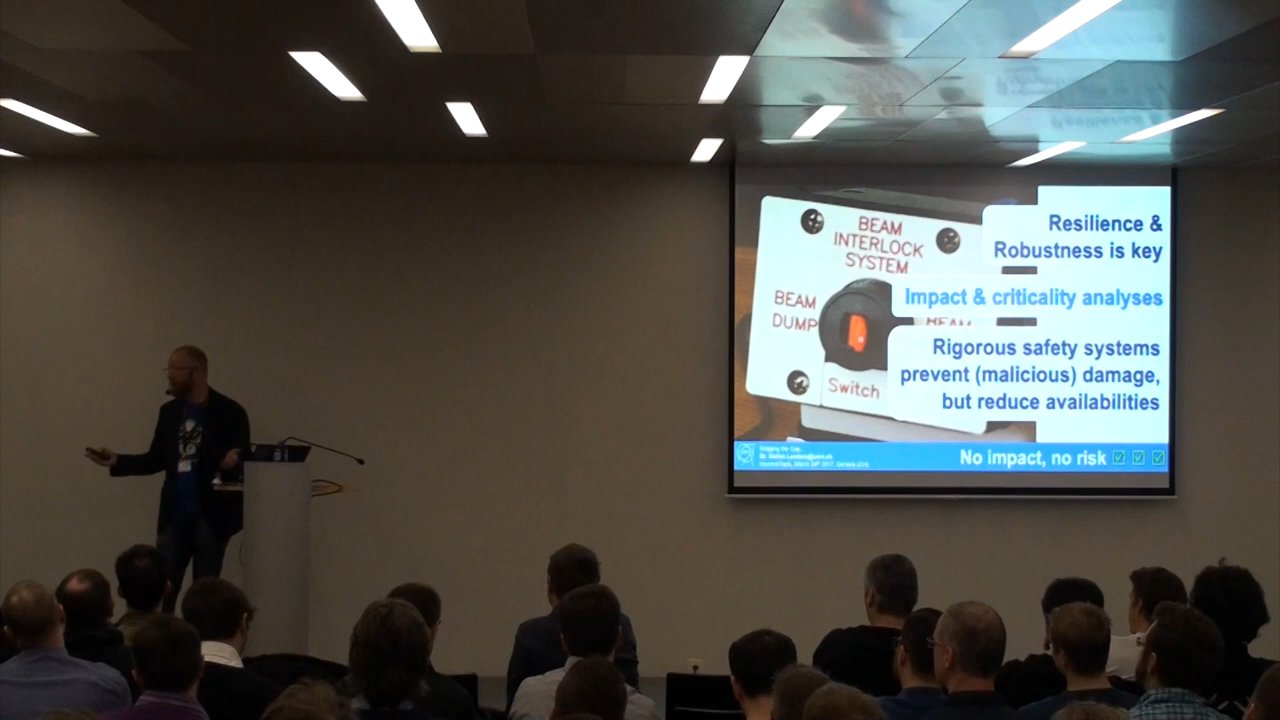 BEAM
INTERLOCK
SYSTEM
BEAM
DUMP
BEAM
Switch
Resilience &
Robustness is key
Impact & criticality analyses
Rigorous safety systems
prevent (malicious) damage,
but reduce availabilities
No impact, no risk